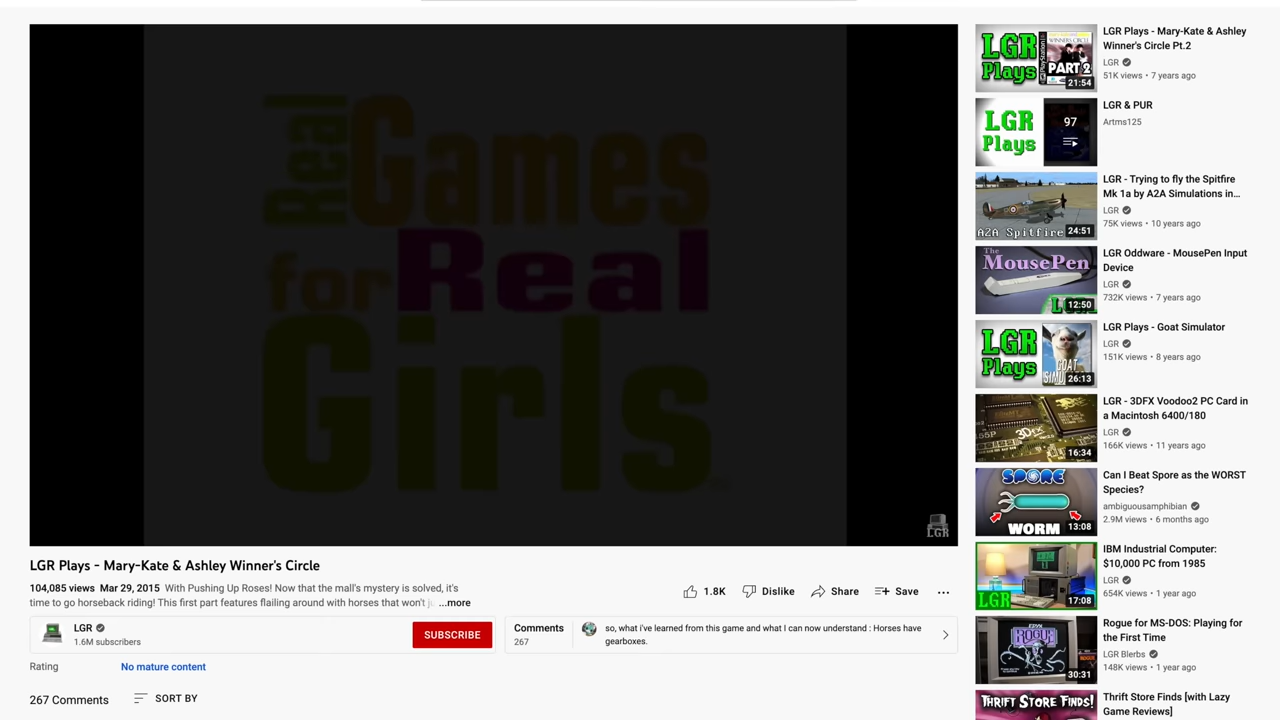 Real
Games
for
Real
Girls
LGR
LGR Plays - Mary-Kate & Ashley Winner's Circle
104,085 views Mar 29, 2015 With Pushing Up Roses! Now that the mall's mystery is solved, it's
time to go horseback riding! This first part features flailing around with horses that won't ju ...more
1.8K Dislike Share Save
LGR
1.6M subscribers
SUBSCRIBE
Comments
267
so, what i've learned from this game and what I can now understand : Horses have
gearboxes.
Rating No mature content
267 Comments SORT BY
LGR
Plays
PART 2
21:54
LGR Plays - Mary-Kate & Ashley
Winner's Circle Pt.2
LGR
51K views • 7 years ago
LGR
Plays
97
LGR & PUR
Artms125
A2A Spitfire
24:51
LGR - Trying to fly the Spitfire
Mk 1a by A2A Simulations in...
LGR
75K views • 10 years ago
The
MousePen
12:50
LGR Oddware - MousePen Input
Device
LGR
732K views • 7 years ago
LGR
Plays
GOAT
26:13
LGR Plays - Goat Simulator
LGR
151K views • 8 years ago
3Dfx
16:34
LGR - 3DFX Voodoo2 PC Card in
a Macintosh 6400/180
LGR
166K views • 11 years ago
SPORE
WORM
13:08
Can I Beat Spore as the WORST
Species?
ambiguousamphibian
2.9M views • 6 months ago
LGR
17:08
IBM Industrial Computer:
$10,000 PC from 1985
LGR
654K views • 1 year ago
EPYX
ROGUE
30:31
Rogue for MS-DOS: Playing for
the First Time
LGR Blerbs
148K views • 1 year ago
THRIFT STORE FINDS!
Thrift Store Finds [with Lazy
Game Reviews]